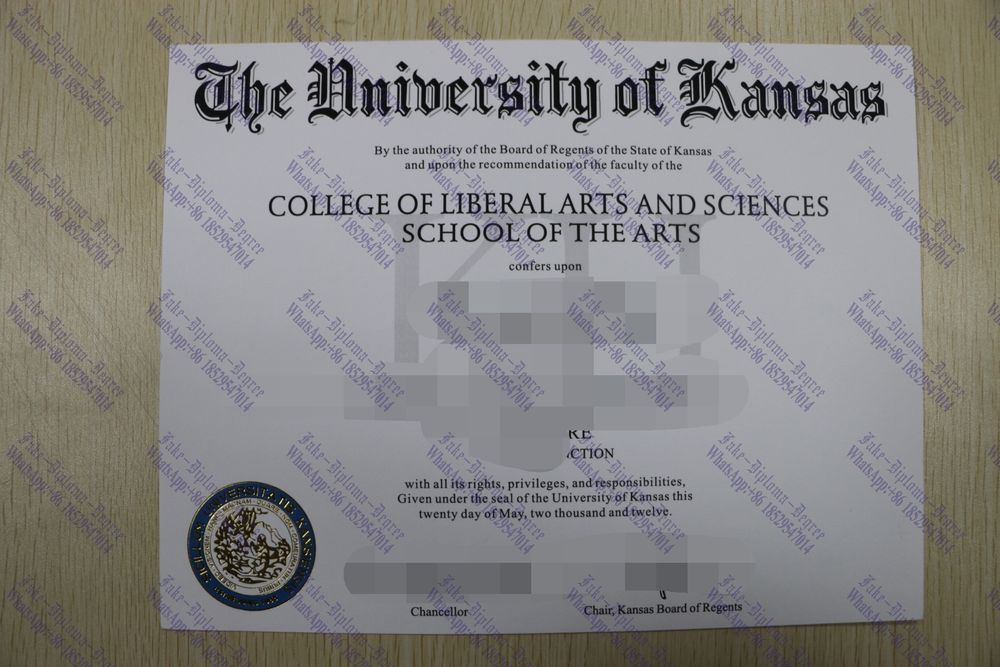 The University of Kansas
By the authority of the Board of Regents of the State of Kansas
and upon the recommendation of the faculty of the
COLLEGE OF LIBERAL ARTS AND SCIENCES
SCHOOL OF THE ARTS
confers upon
with all its rights, privileges, and responsibilities,
Given under the seal of the University of Kansas this
twenty day of May, two thousand and twelve.
Chancellor
Chair, Kansas Board of Regents
Fake-Diploma-Degree
WhatsApp:+86 18529547014